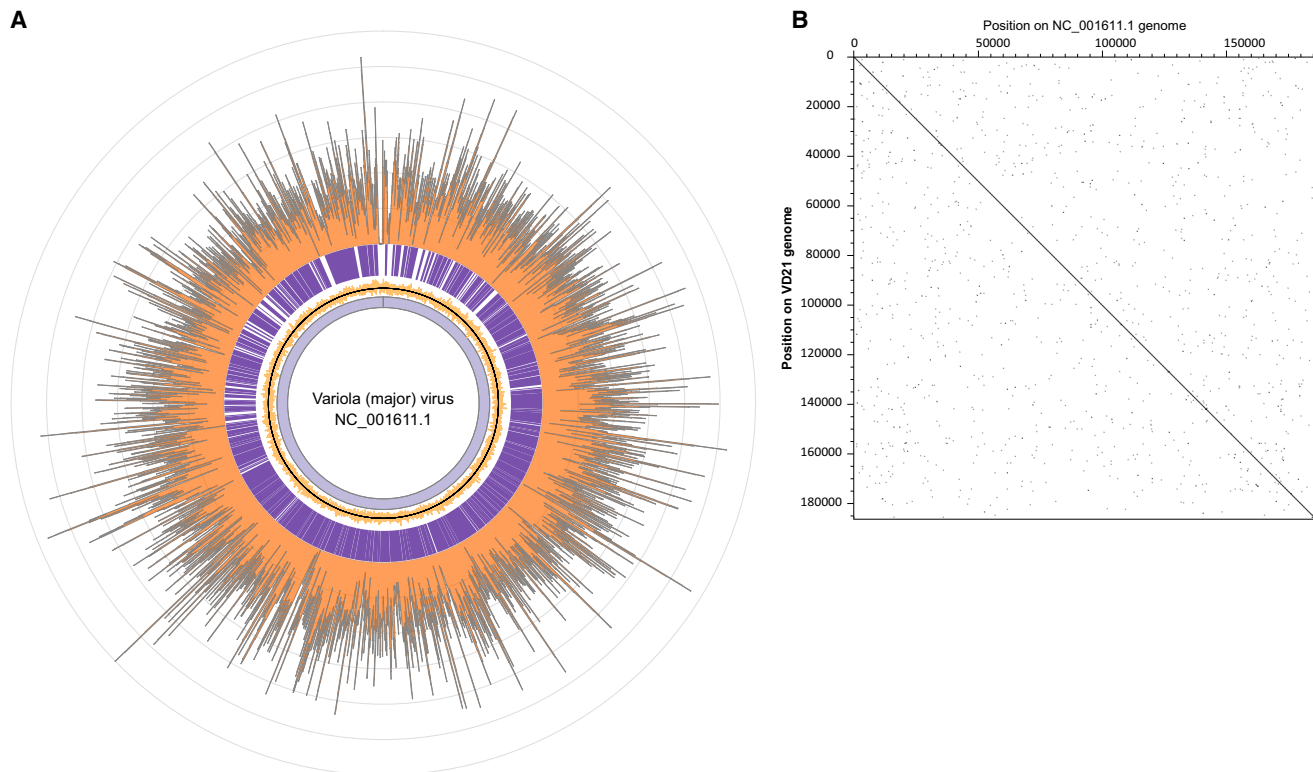 A
Variola (major) virus
NC_001611.1
B
Position on NC_001611.1 genome
0 50000 100000 150000
Position on VD21 genome
0
20000
40000
60000
80000
100000
120000
140000
160000
180000